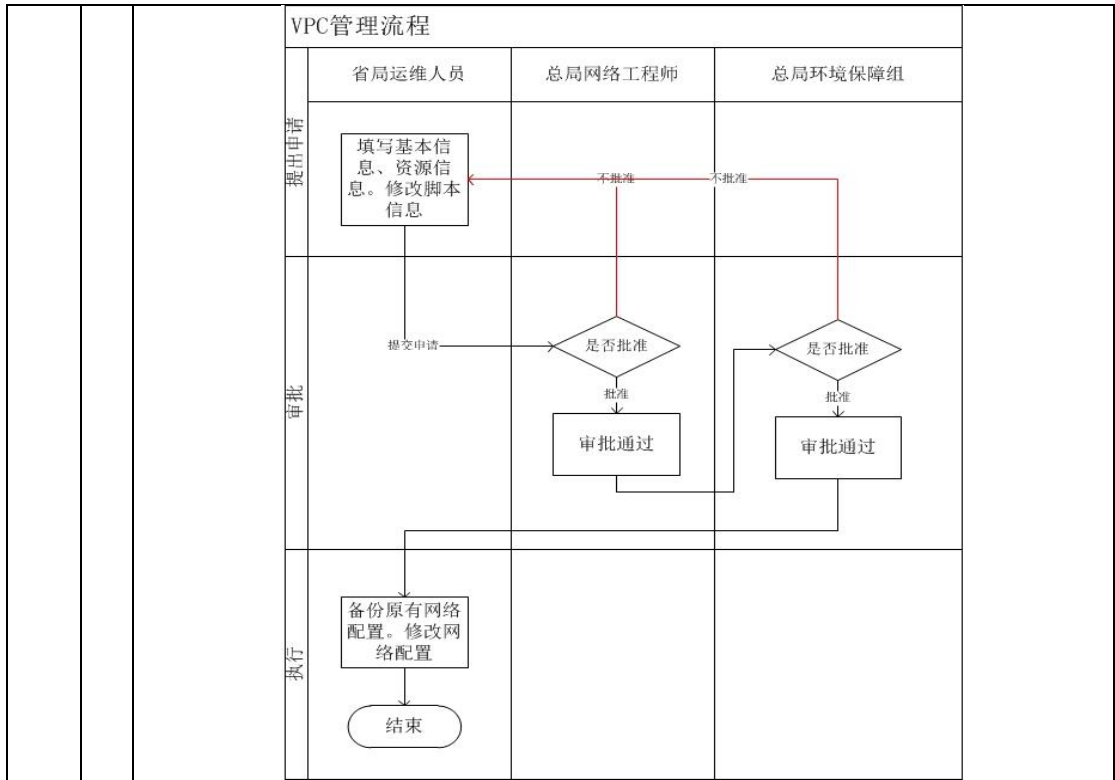 VPC管理流程
省局运维人员
总局网络工程师
总局环境保障组
提出申请
填写基本信
息、资源信
息。修改脚本
信息
不批准
不批准
审批
提交申请
是否批准
是否批准
批准
批准
审批通过
审批通过
执行
备份原有网络
配置。修改网
络配置
结束